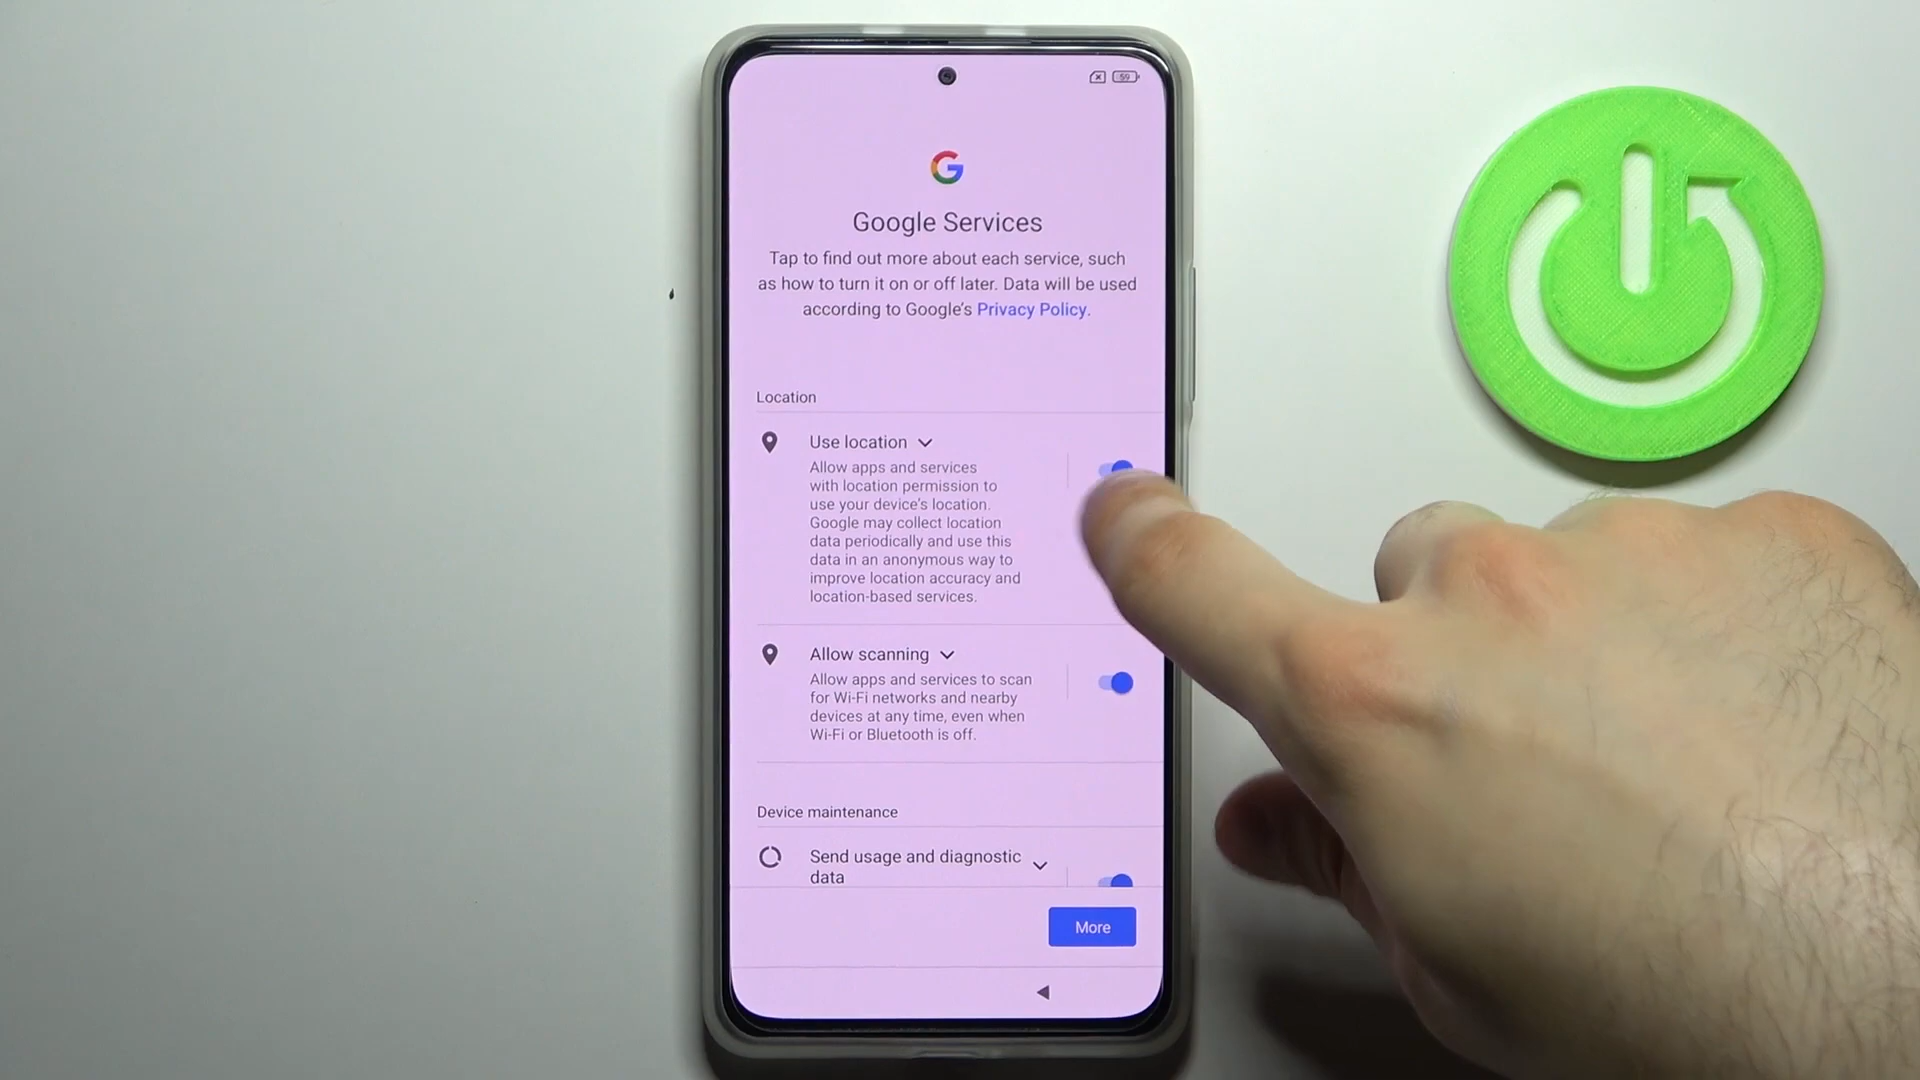 59
Google Services
Tap to find out more about each service, such
as how to turn it on or off later. Data will be used
according to Google's Privacy Policy.
Location
Use location
Allow apps and services
with location permission to
use your device's location.
Google may collect location
data periodically and use this
data in an anonymous way to
improve location accuracy and
location-based services.
Allow scanning
Allow apps and services to scan
for Wi-Fi networks and nearby
devices at any time, even when
Wi-Fi or Bluetooth is off.
Device maintenance
Send usage and diagnostic
data
More